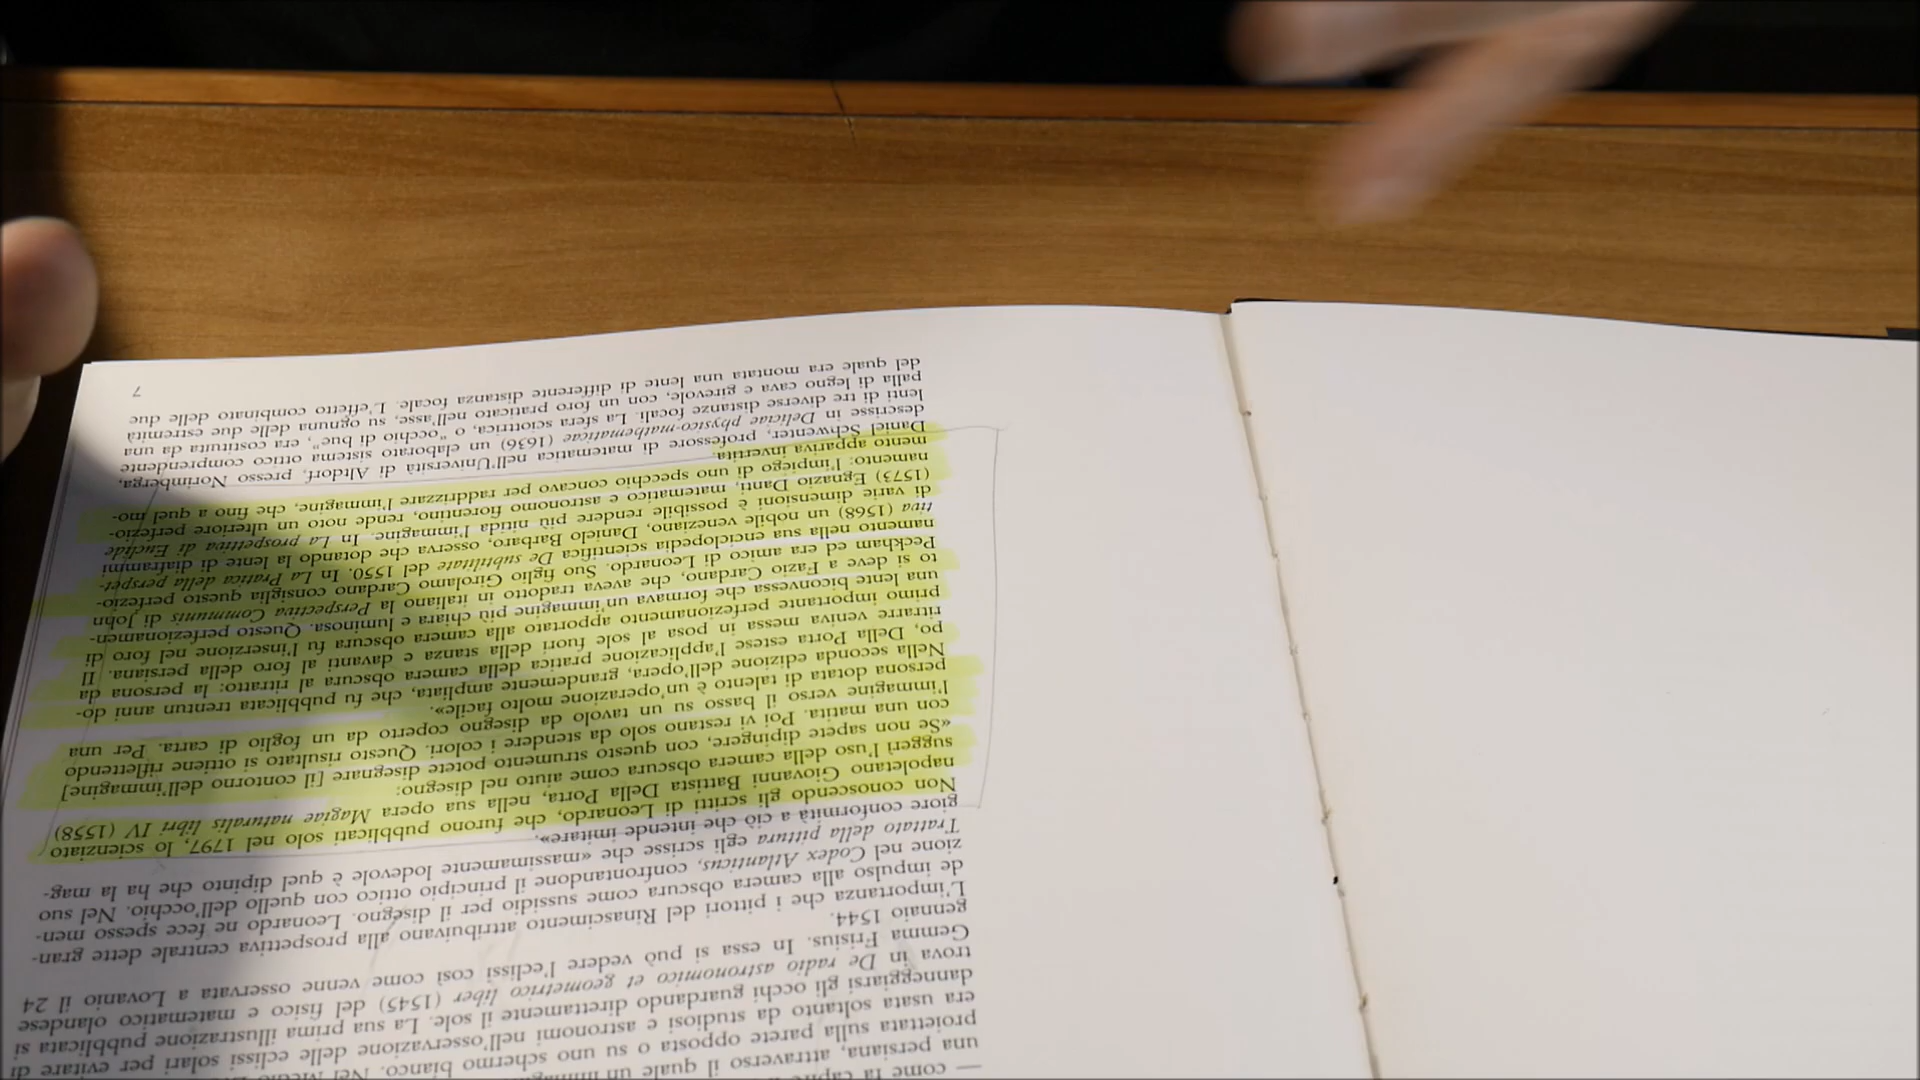 — come la
una persiana, attraverso il quale un
proiettata sulla parete opposta o su uno schermo bianco. Nel
era usata soltanto da studiosi e astronomi nell'osservazione delle eclissi solari per evitare di
danneggiarsi gli occhi guardando direttamente il sole. La sua prima illustrazione pubblicata si
trova in De radio astronomico et geometrico liber (1545) del fisico e matematico olandese
Gemma Frisius. In essa si può vedere l'eclissi così come venne osservata a Lovanio il 24
gennaio 1544.
L'importanza che i pittori del Rinascimento attribuivano alla prospettiva centrale dette gran-
de impulso alla camera obscura come sussidio per il disegno. Leonardo ne fece spesso men-
zione nel Codex Atlanticus, confrontandone il principio ottico con quello dell'occhio. Nel suo
Trattato della pittura egli scrisse che «massimamente lodevole è quel dipinto che ha la mag-
giore conformità a ciò che intende imitare».
Non conoscendo gli scritti di Leonardo, che furono pubblicati solo nel 1797, lo scienziato
napoletano Giovanni Battista Della Porta, nella sua opera Magiae naturalis libri IV (1558)
suggerì l'uso della camera obscura come aiuto nel disegno:
«Se non sapete dipingere, con questo strumento potete disegnare [il contorno dell'immagine]
con una matita. Poi vi restano solo da stendere i colori. Questo risultato si ottiene riflettendo
l'immagine verso il basso su un tavolo da disegno coperto da un foglio di carta. Per una
persona dotata di talento è un'operazione molto facile».
Nella seconda edizione dell'opera, grandemente ampliata, che fu pubblicata trentun anni do-
po, Della Porta estese l'applicazione pratica della camera obscura al ritratto: la persona da
ritrarre veniva messa in posa al sole fuori della stanza e davanti al foro della persiana. Il
primo importante perfezionamento apportato alla camera obscura fu l'inserzione nel foro di
una lente biconvessa che formava un'immagine più chiara e luminosa. Questo perfezionamen-
to si deve a Fazio Cardano, che aveva tradotto in italiano la Perspectiva Communis di John
Peckham ed era amico di Leonardo. Suo figlio Girolamo Cardano consiglia questo perfezio-
namento nella sua enciclopedia scientifica De subtilitate del 1550. In La Pratica della perspet-
tiva (1568) un nobile veneziano, Daniele Barbaro, osserva che dotando la lente di diaframmi
di varie dimensioni è possibile rendere più nitida l'immagine. In La prospettiva di Euclide
(1573) Egnazio Danti, matematico e astronomo fiorentino, rende noto un ulteriore perfezio-
namento: l'impiego di uno specchio concavo per raddrizzare l'immagine, che fino a quel mo-
mento appariva invertita.
Daniel Schwenter, professore di matematica nell'Università di Altdorf, presso Norimberga,
descrisse in Deliciae physico-mathematicae (1636) un elaborato sistema ottico comprendente
lenti di tre diverse distanze focali. La sfera sciottrica, o "occhio di bue", era costituita da una
palla di legno cava e girevole, con un foro praticato nell'asse, su ognuna delle due estremità
del quale era montata una lente di differente distanza focale. L'effetto combinato delle due
7